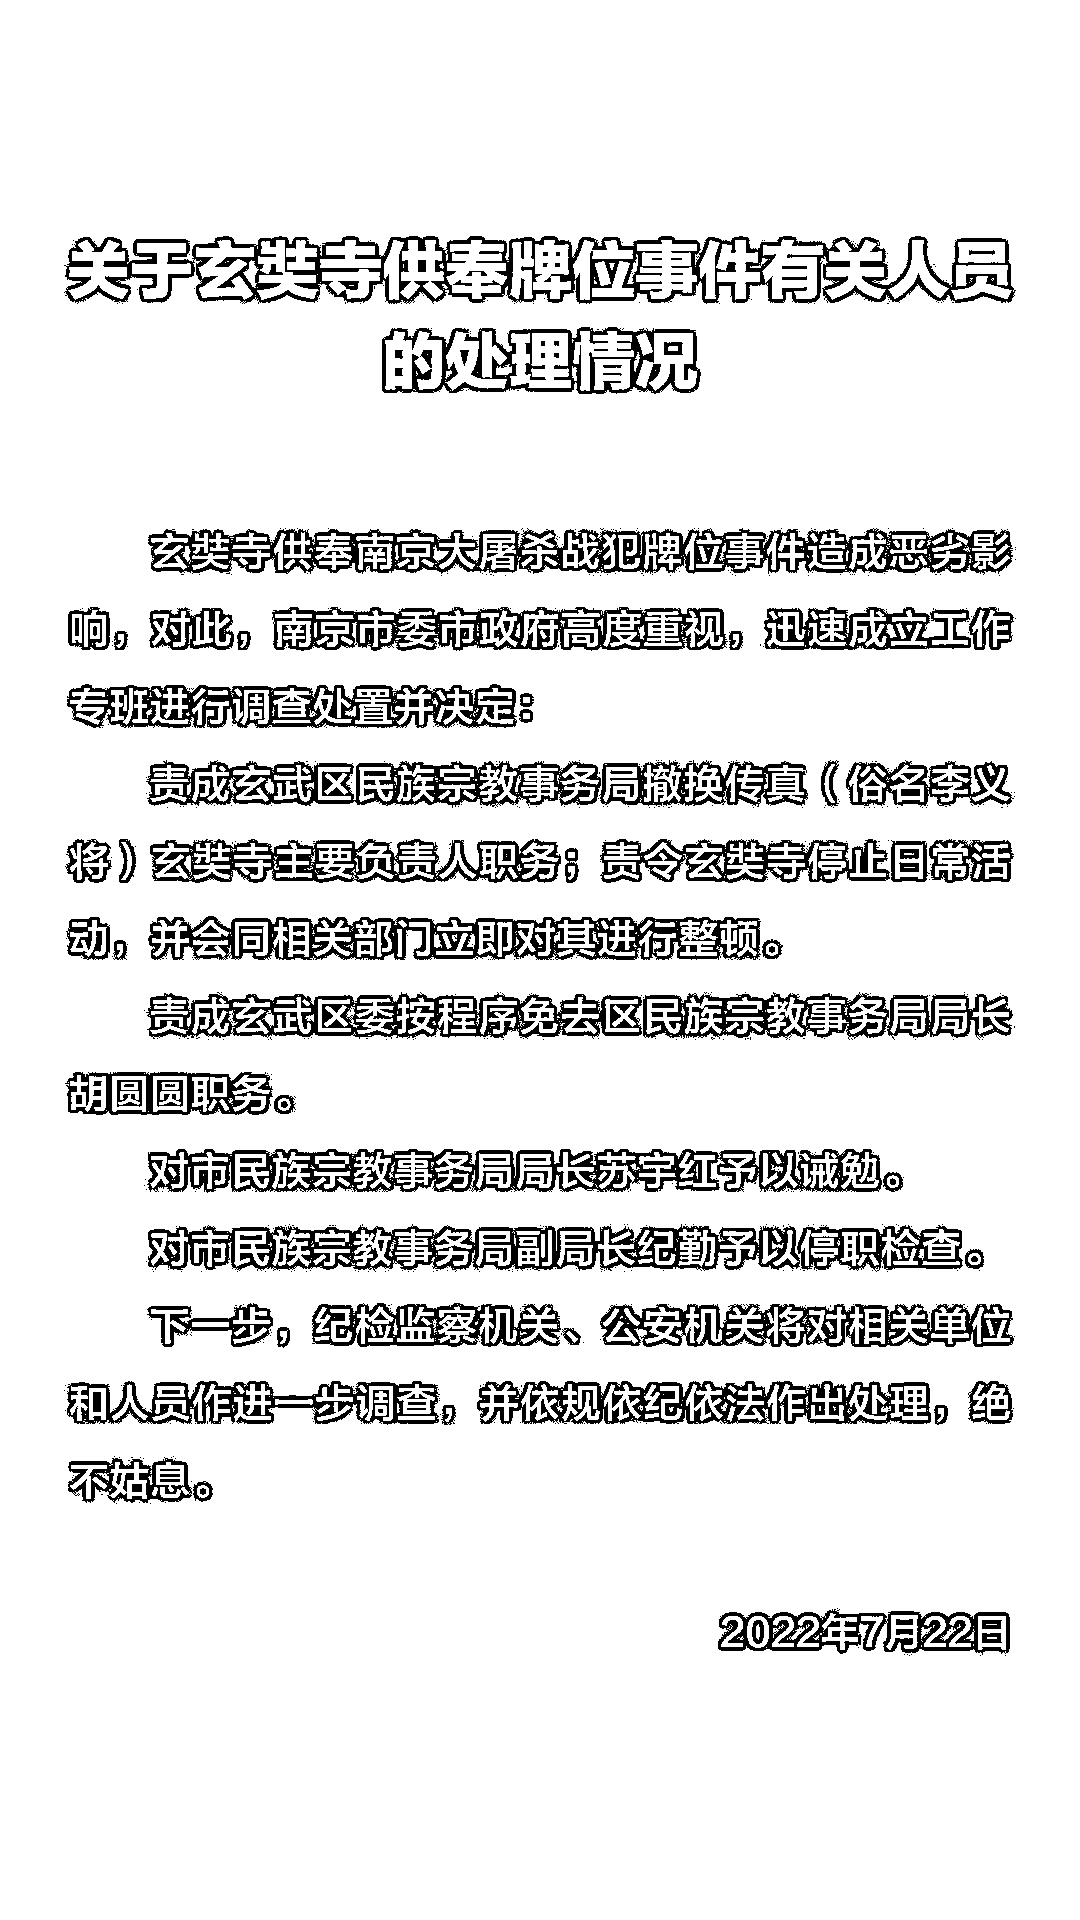 关于玄奘寺供奉牌位事件有关人员
的处理情况
玄奘寺供奉南京大屠杀战犯牌位事件造成恶劣影
响，对此，南京市委市政府高度重视，迅速成立工作
专班进行调查处置并决定：
责成玄武区民族宗教事务局撤换传真（俗名李义
将）玄奘寺主要负责人职务；责令玄奘寺停止日常活
动，并会同相关部门立即对其进行整顿。
责成玄武区委按程序免去区民族宗教事务局局长
胡圆圆职务。
对市民族宗教事务局局长苏宇红予以诫勉。
对市民族宗教事务局副局长纪勤予以停职检查。
下一步，纪检监察机关、公安机关将对相关单位
和人员作进一步调查，并依规依纪依法作出处理，绝
不姑息。
2022年7月22日